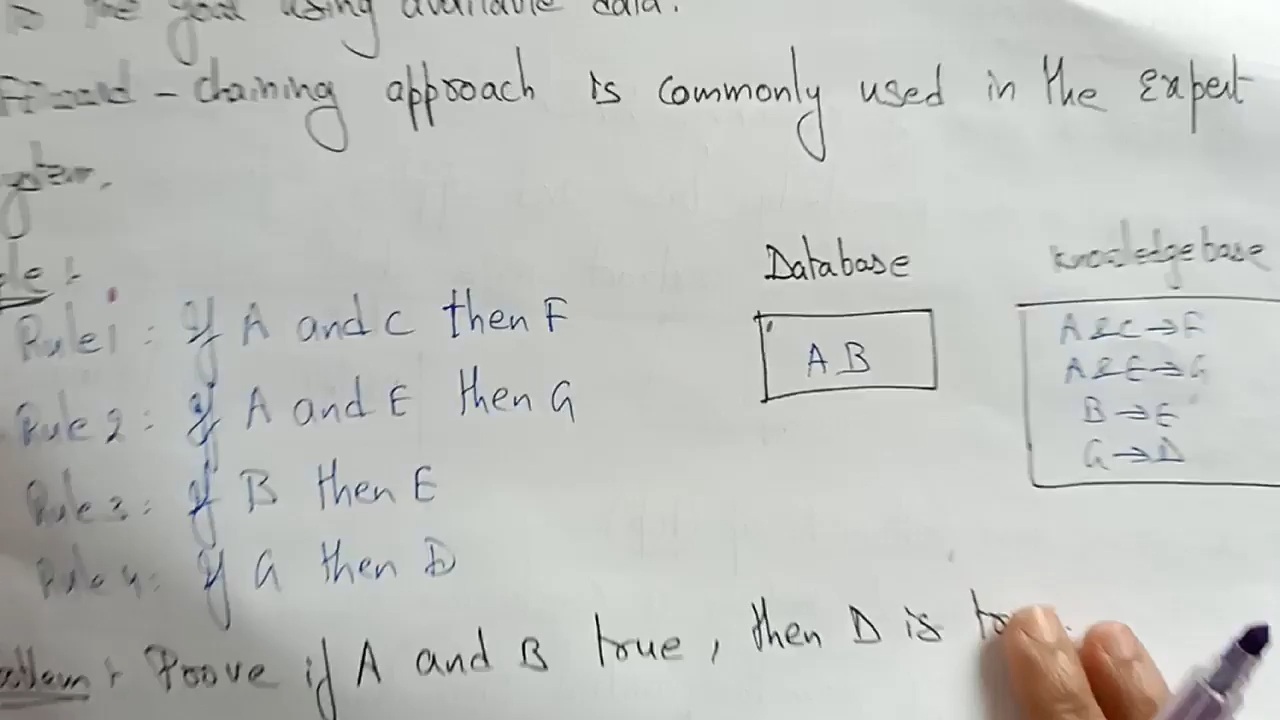 to the goal using available data.
- chaining approach is commonly used in the expert
system.
Database
knowledgebase
Rule1 : if A and C then F
A B
A&C→F
A&E→G
Rule 2 : if A and E then G
B→E
G→D
Rule 3 : if B then E
Rule 4 : if G then D
Prove if A and B true, then D is